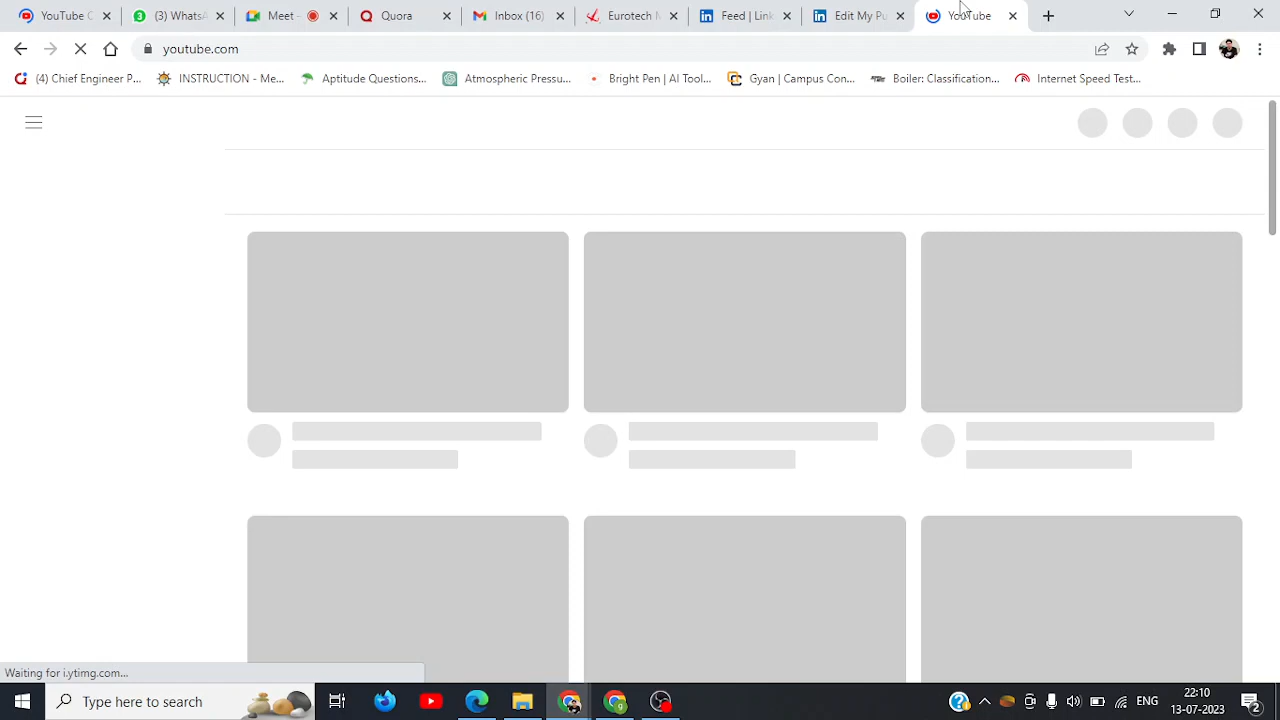 YouTube C
(3) WhatsA
Meet -
Quora
Inbox (16)
Eurotech M
Feed | Link
Edit My Pu
YouTube
youtube.com
(4) Chief Engineer P...
INSTRUCTION - Me...
Aptitude Questions...
Atmospheric Pressu...
Bright Pen | AI Tool...
Gyan | Campus Con...
Boiler: Classification...
Internet Speed Test...
Waiting for i.ytimg.com...
Type here to search
ENG
22:10
13-07-2023
2